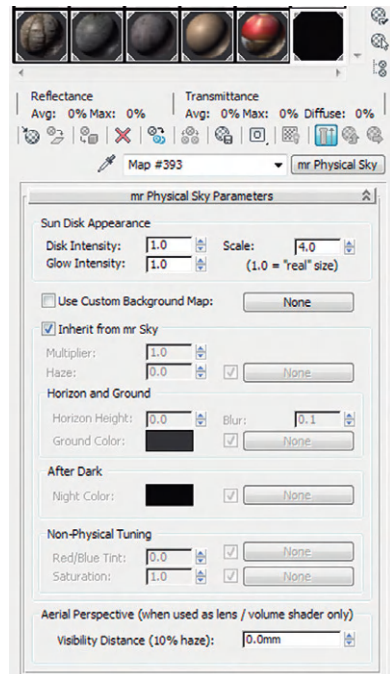 Reflectance Transmittance
Avg: 0% Max: 0% Avg: 0% Max: 0% Diffuse: 0%
Map #393 mr Physical Sky
mr Physical Sky Parameters
Sun Disk Appearance
Disk Intensity: 1.0 Scale: 4.0
Glow Intensity: 1.0 (1.0 = "real" size)
Use Custom Background Map: None
Inherit from mr Sky
Multiplier: 1.0
Haze: 0.0 None
Horizon and Ground
Horizon Height: 0.0 Blur: 0.1
Ground Color: None
After Dark
Night Color: None
Non-Physical Tuning
Red/Blue Tint: 0.0 None
Saturation: 1.0 None
Aerial Perspective (when used as lens / volume shader only)
Visibility Distance (10% haze): 0.0mm